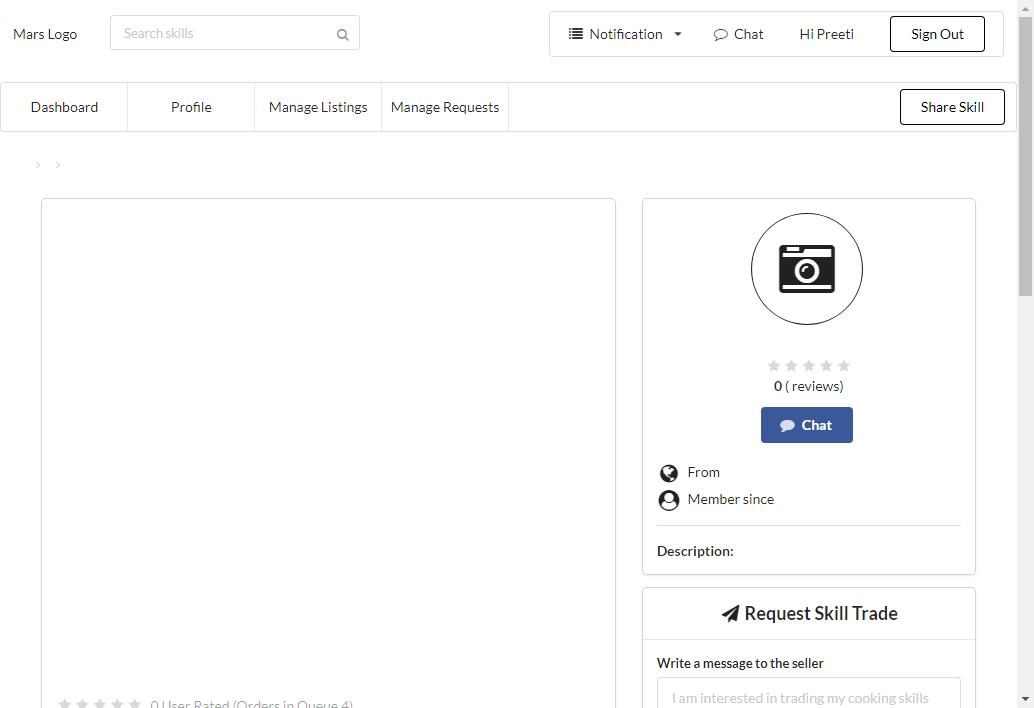 Mars Logo
Search skills
Notification
Chat
Hi Preeti
Sign Out
Dashboard
Profile
Manage Listings
Manage Requests
Share Skill
0 ( reviews)
Chat
From
Member since
Description:
Request Skill Trade
Write a message to the seller
I am interested in trading my cooking skills
0 User Rated (Orders in Queue 4)